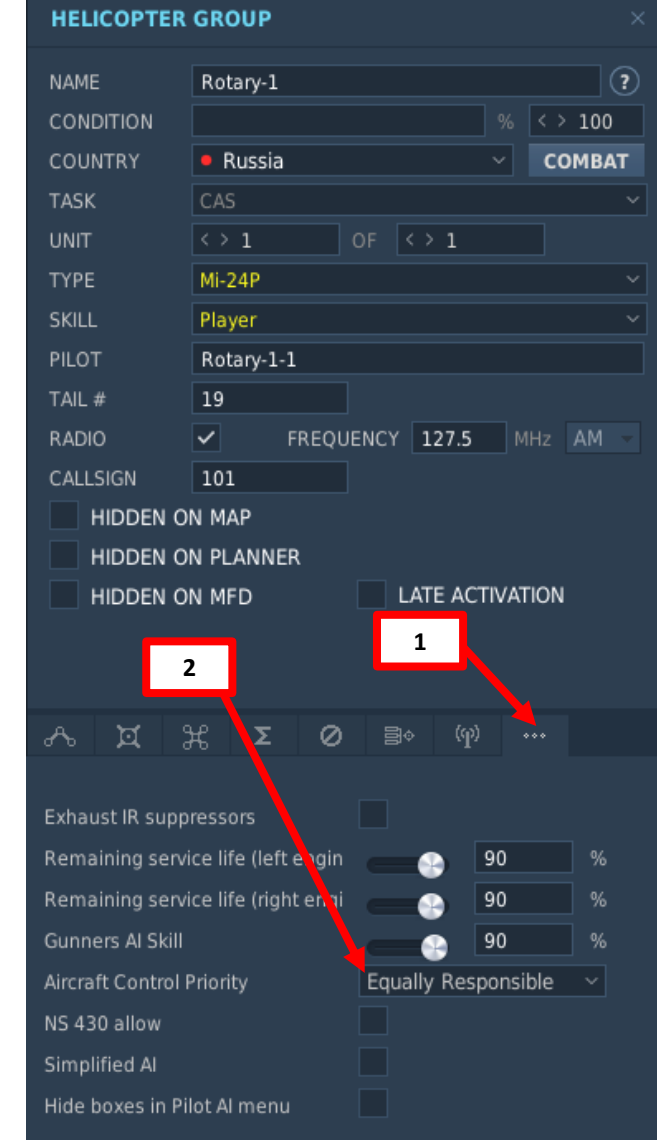 HELICOPTER GROUP
NAME Rotary-1 ?
CONDITION % < > 100
COUNTRY Russia COMBAT
TASK CAS
UNIT < > 1 OF < > 1
TYPE Mi-24P
SKILL Player
PILOT Rotary-1-1
TAIL # 19
RADIO FREQUENCY 127.5 MHz AM
CALLSIGN 101
HIDDEN ON MAP
HIDDEN ON PLANNER
HIDDEN ON MFD LATE ACTIVATION
1
2
Exhaust IR suppressors
Remaining service life (left engin 90 %
Remaining service life (right engi 90 %
Gunners AI Skill 90 %
Aircraft Control Priority Equally Responsible
NS 430 allow
Simplified AI
Hide boxes in Pilot AI menu